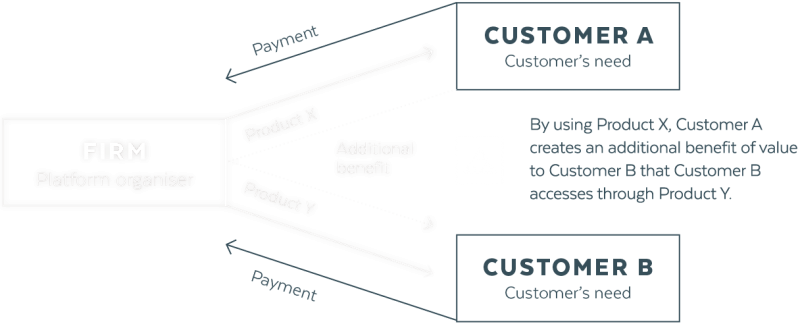 Payment
CUSTOMER A
Customer's need
Product X
FIRM
Platform organiser
Additional
benefit
Product Y
By using Product X, Customer A
creates an additional benefit of value
to Customer B that Customer B
accesses through Product Y.
CUSTOMER B
Customer's need
Payment